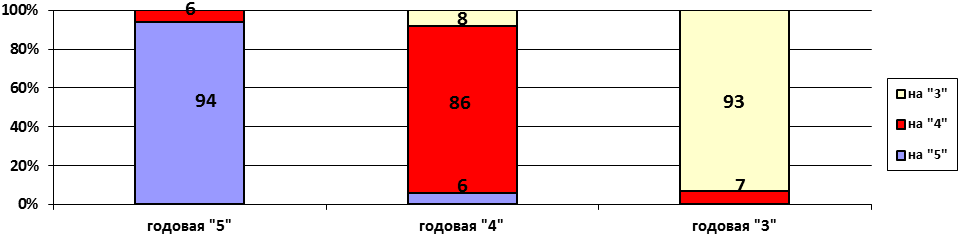 100%
80%
60%
40%
20%
0%
6
94
8
86
6
93
7
годовая "5"
годовая "4"
годовая "3"
на "3"
на "4"
на "5"